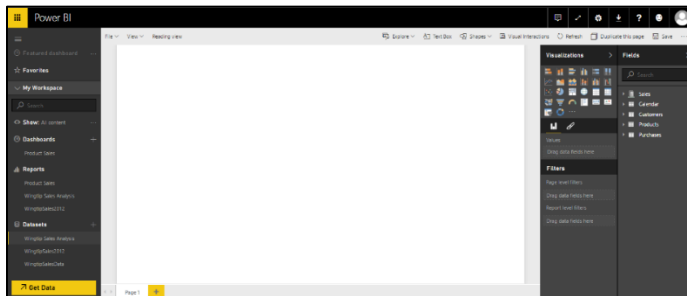 Power BI
File View Reading view
Explore Text Box Shapes Visual Interactions Refresh Duplicate this page Save
Featured dashboard
Favorites
My Workspace
Search
Show: All content
Dashboards
Product Sales
Reports
Product Sales
Wingtip Sales Analysis
WingtipSales2012
Datasets
Wingtip Sales Analysis
WingtipSales2013
WingtipSalesData
Get Data
Page 1
Visualizations
Values
Drag data fields here
Filters
Page level filters
Drag data fields here
Report level filters
Drag data fields here
Fields
Search
Sales
Calendar
Customers
Products
Purchases